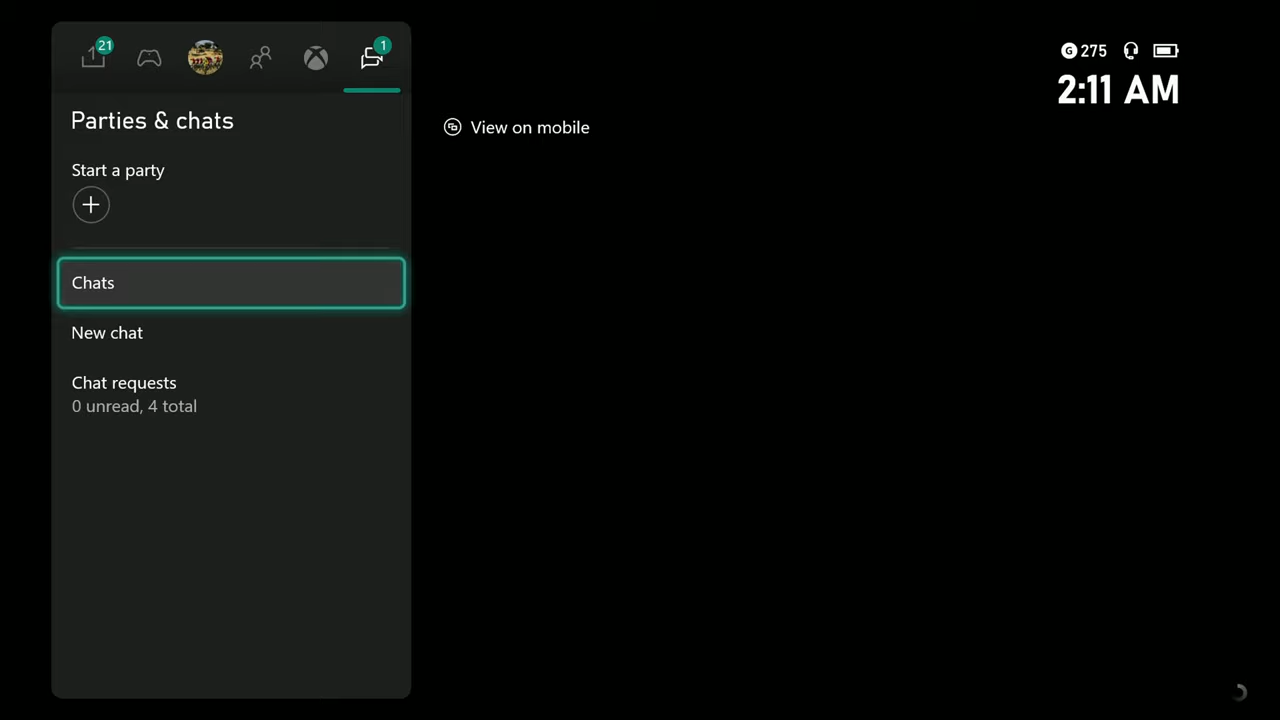 21
1
G 275
2:11 AM
Parties & chats
View on mobile
Start a party
Chats
New chat
Chat requests
0 unread, 4 total